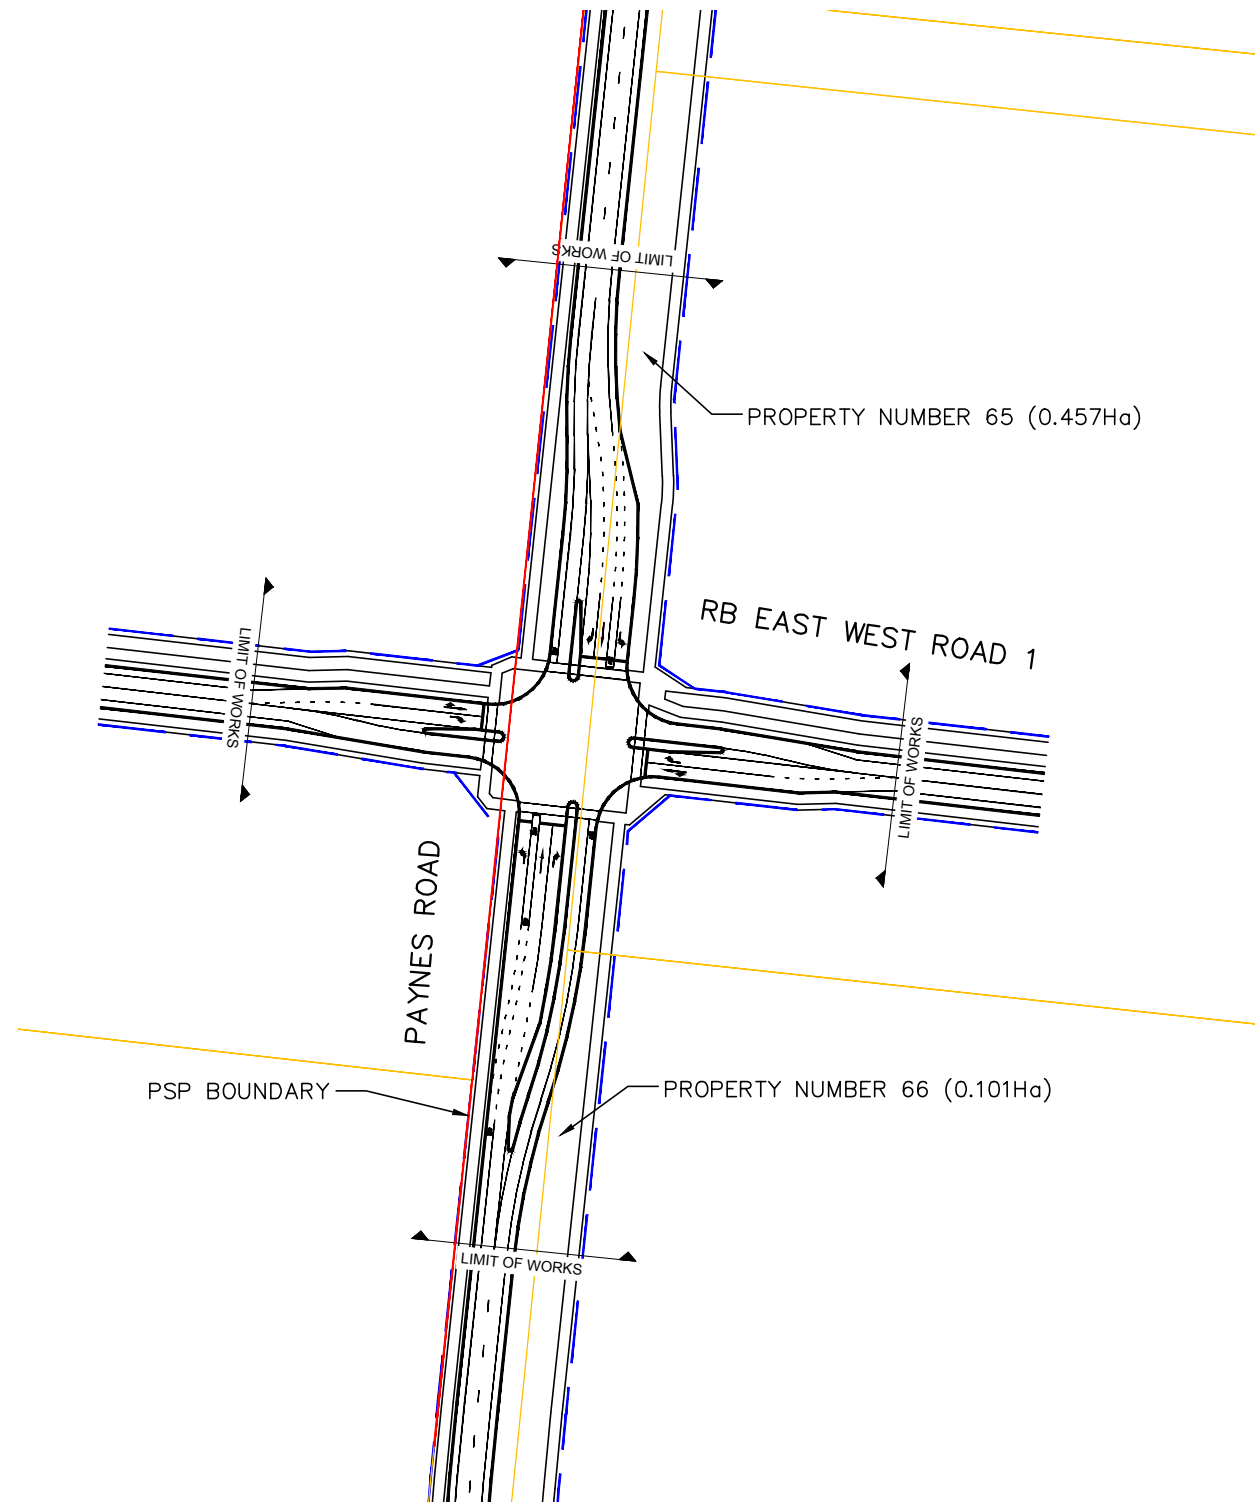 LIMIT OF WORKS
PROPERTY NUMBER 65 (0.457Ha)
RB EAST WEST ROAD 1
LIMIT OF WORKS
LIMIT OF WORKS
PAYNES ROAD
PSP BOUNDARY
PROPERTY NUMBER 66 (0.101Ha)
LIMIT OF WORKS